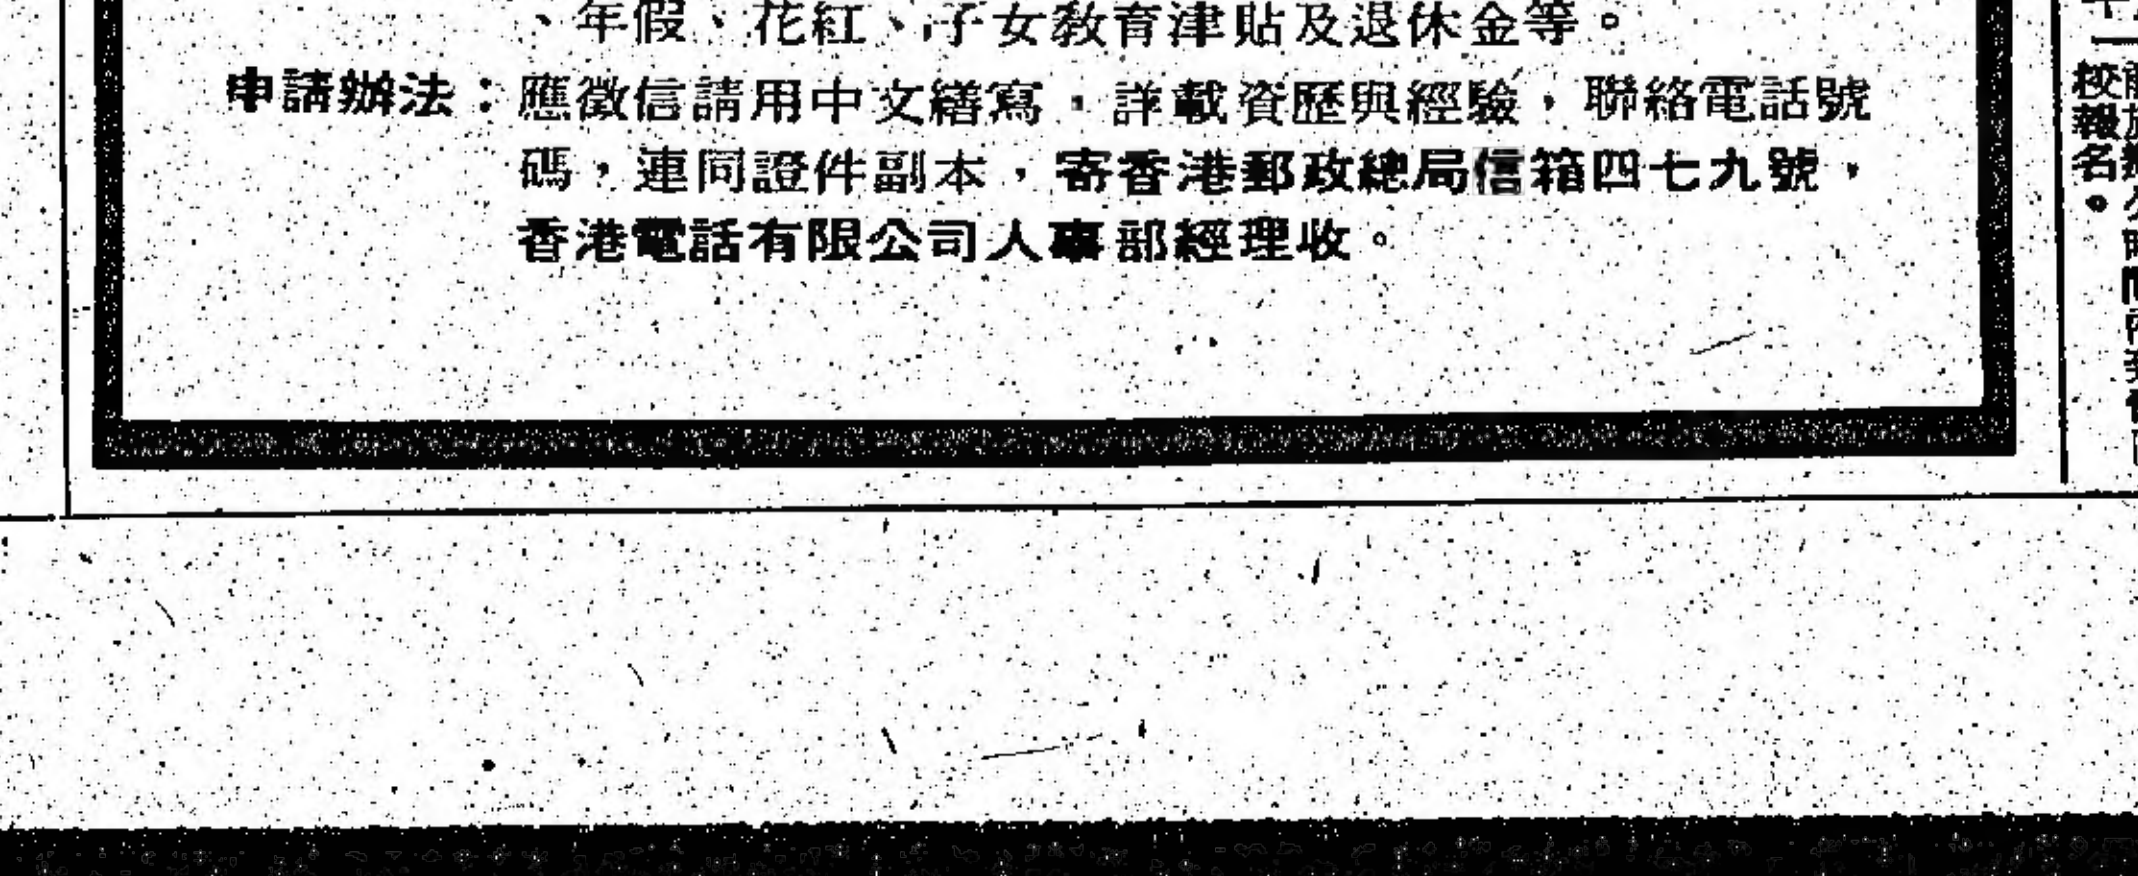 、年假、花紅、子女教育津貼及退休金等。
申請辦法：應徵信請用中文繕寫，詳載資歷與經驗，聯絡電話號
碼，連同證件副本，寄香港郵政總局信箱四七九號，
香港電話有限公司人事部經理收。
校報名。